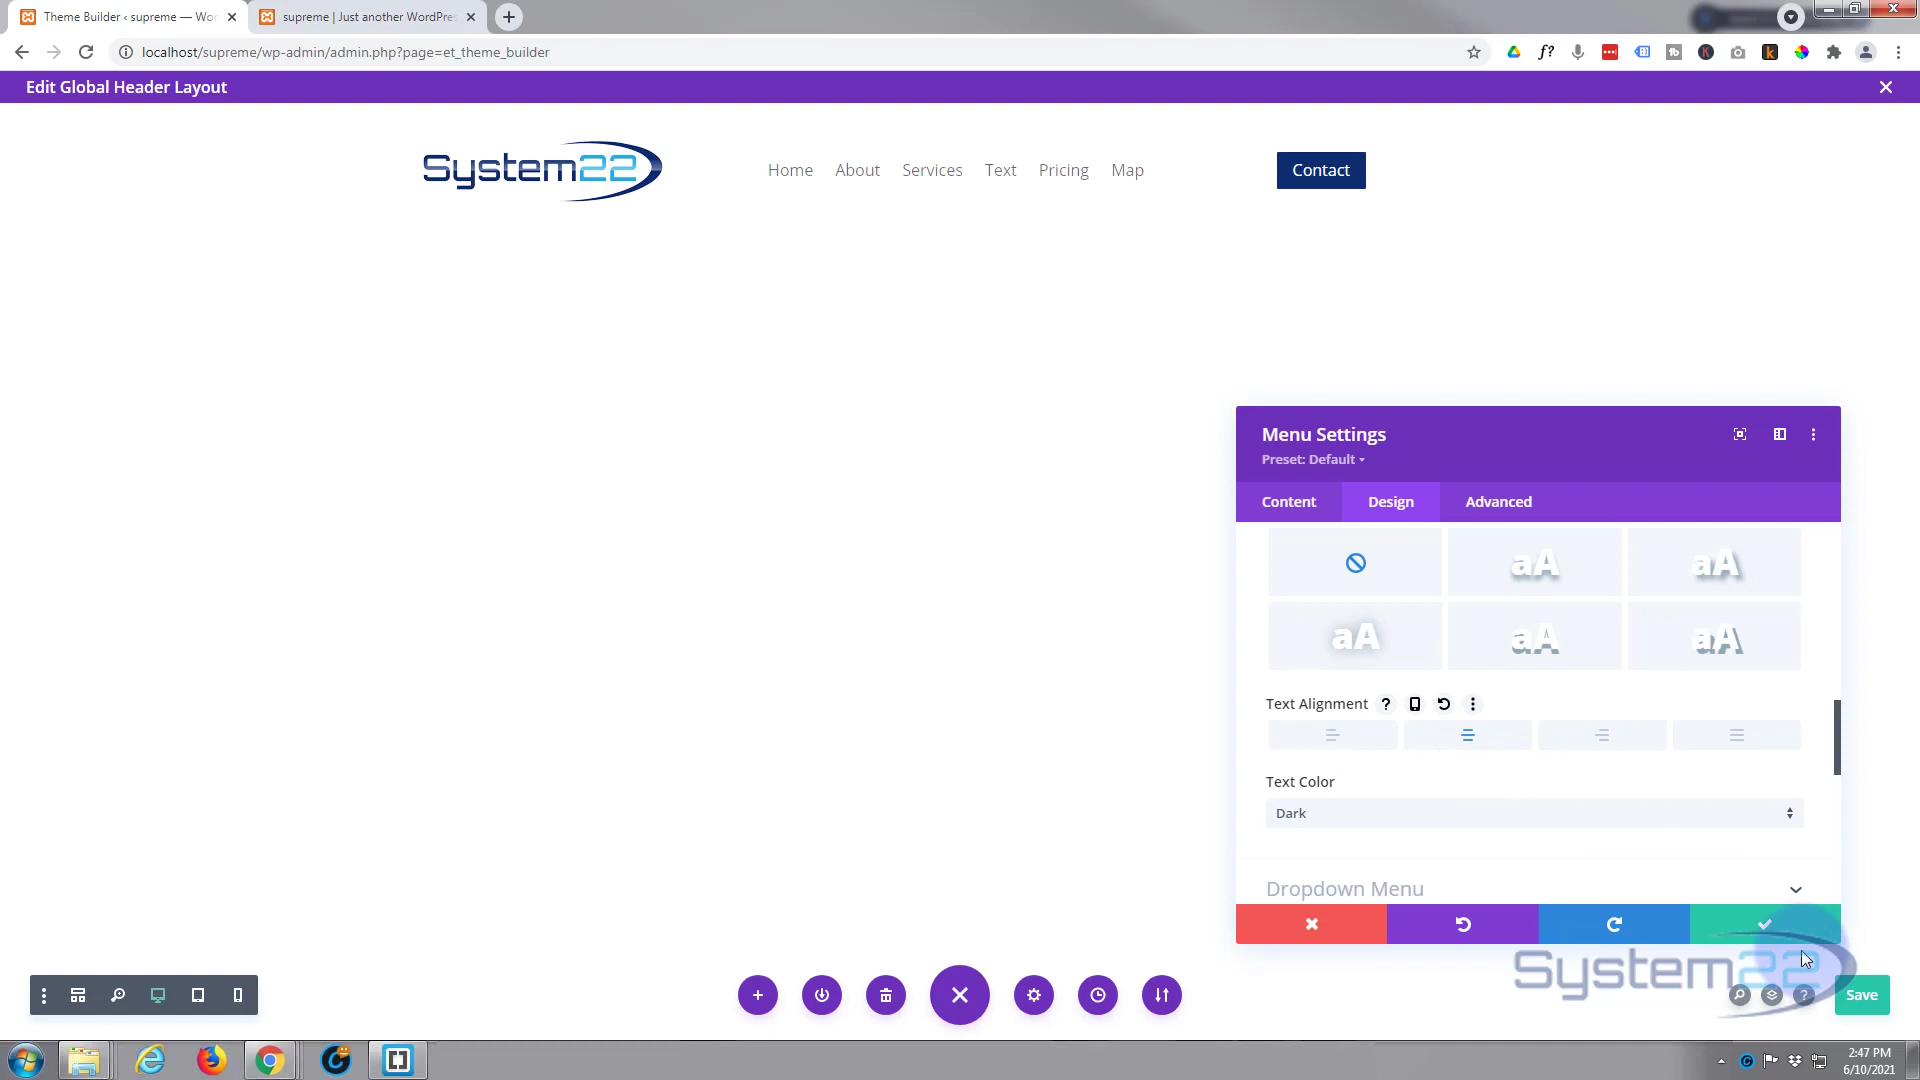 Theme Builder ‹ supreme — Wor
supreme | Just another WordPres
localhost/supreme/wp-admin/admin.php?page=et_theme_builder
f?
Edit Global Header Layout
System22
Home
About
Services
Text
Pricing
Map
Contact
Menu Settings
Preset: Default
Content
Design
Advanced
aA
aA
aA
aA
aA
Text Alignment ?
Text Color
Dark
Dropdown Menu
System22
?
Save
2:47 PM
6/10/2021